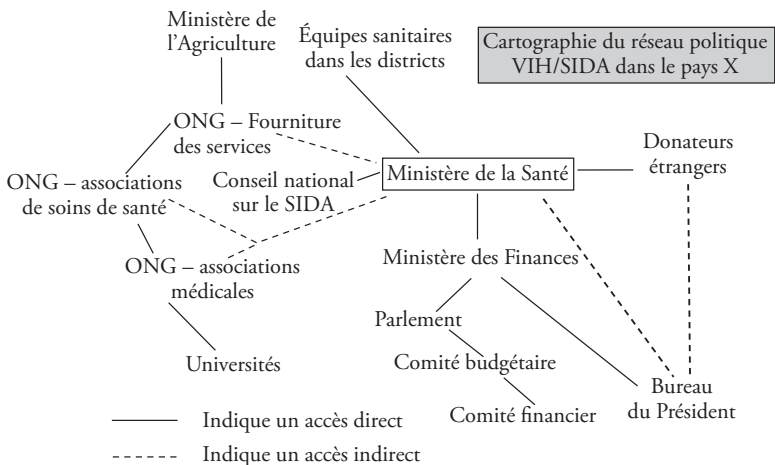 Ministère de
l'Agriculture
Équipes sanitaires
dans les districts
Cartographie du réseau politique
VIH/SIDA dans le pays X
ONG – Fourniture
des services
Donateurs
étrangers
ONG – associations
de soins de santé
Conseil national
sur le SIDA
Ministère de la Santé
ONG – associations
médicales
Ministère des Finances
Parlement
Universités
Comité budgétaire
Bureau
du Président
Comité financier
Indique un accès direct
Indique un accès indirect